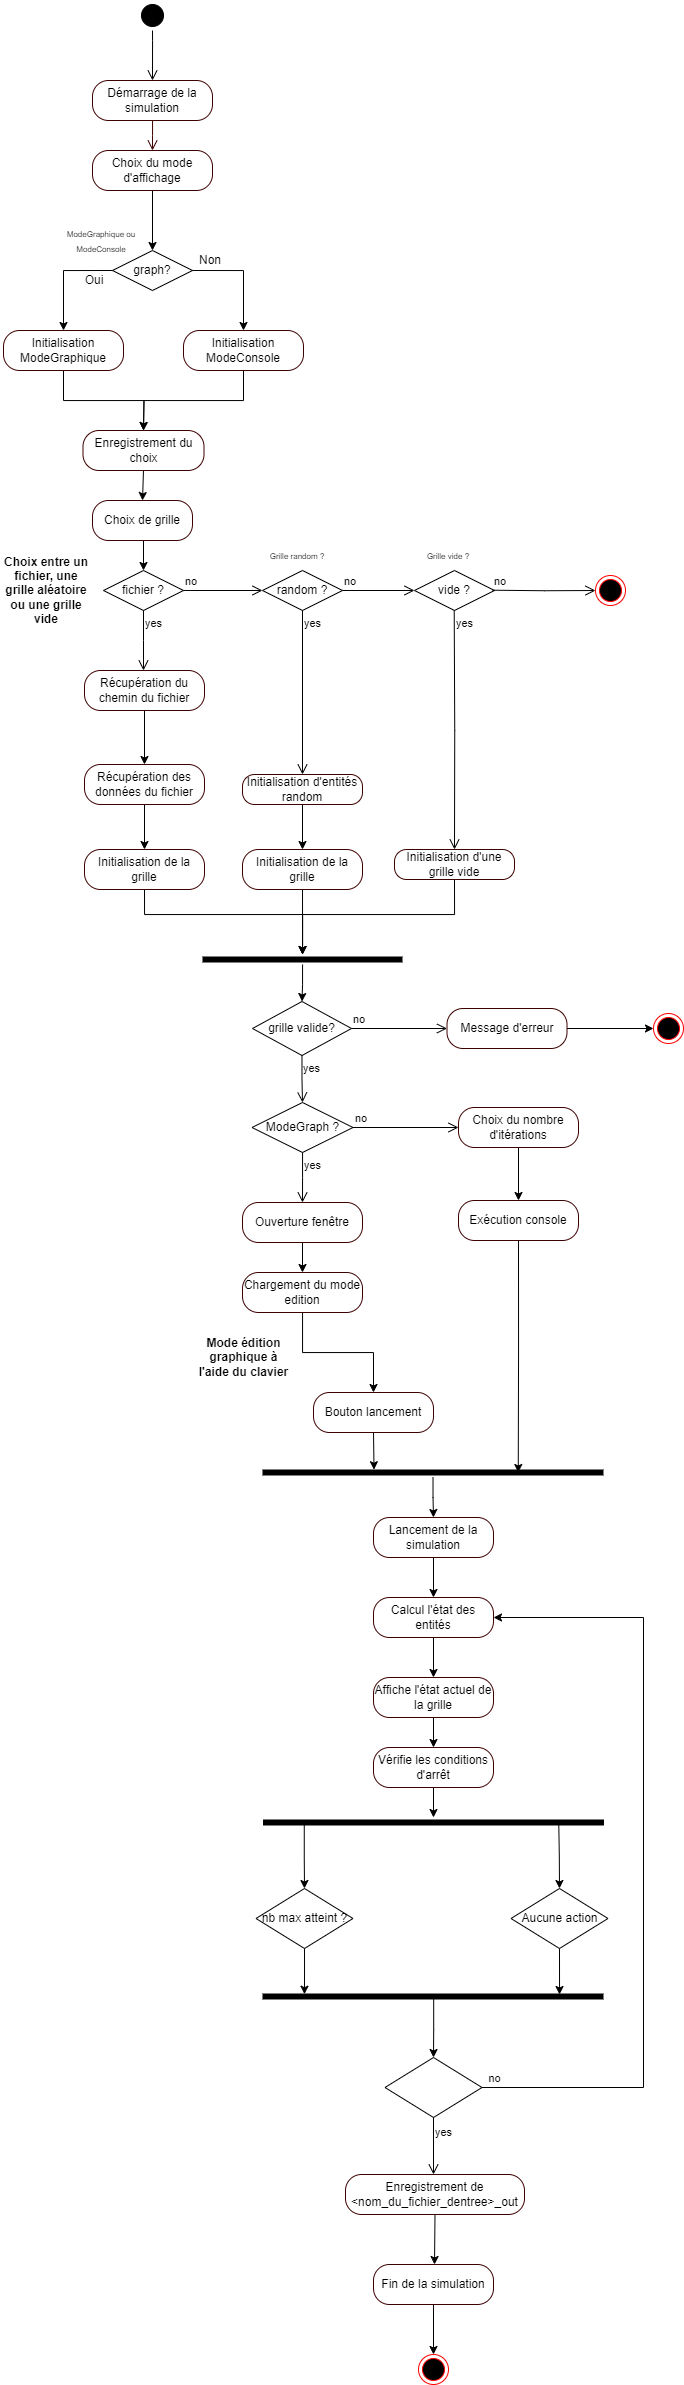 Démarrage de la
simulation
Choix du mode
d'affichage
ModeGraphique ou
ModeConsole
graph?
Oui
Non
Initialisation
ModeGraphique
Initialisation
ModeConsole
Enregistrement du
choix
Choix de grille
Choix entre un
fichier, une
grille aléatoire
ou une grille
vide
fichier ?
no
yes
Grille random ?
random ?
no
yes
Grille vide ?
vide ?
no
yes
Récupération du
chemin du fichier
Récupération des
données du fichier
Initialisation de la
grille
Initialisation d'entités
random
Initialisation de la
grille
Initialisation d'une
grille vide
grille valide?
no
yes
Message d'erreur
ModeGraph ?
no
yes
Choix du nombre
d'itérations
Exécution console
Ouverture fenêtre
Chargement du mode
edition
Mode édition
graphique à
l'aide du clavier
Bouton lancement
Lancement de la
simulation
Calcul l'état des
entités
Affiche l'état actuel de
la grille
Vérifie les conditions
d'arrêt
nb max atteint ?
Aucune action
no
yes
Enregistrement de
<nom_du_fichier_dentree>_out
Fin de la simulation